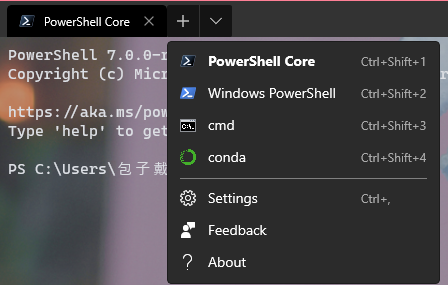 PowerShell Core
PowerShell 7.0.0-r
Copyright (c) Micr
https://aka.ms/pow
Type 'help' to get
PS C:\Users\包子戴
PowerShell Core Ctrl+Shift+1
Windows PowerShell Ctrl+Shift+2
cmd Ctrl+Shift+3
conda Ctrl+Shift+4
Settings Ctrl+,
Feedback
About